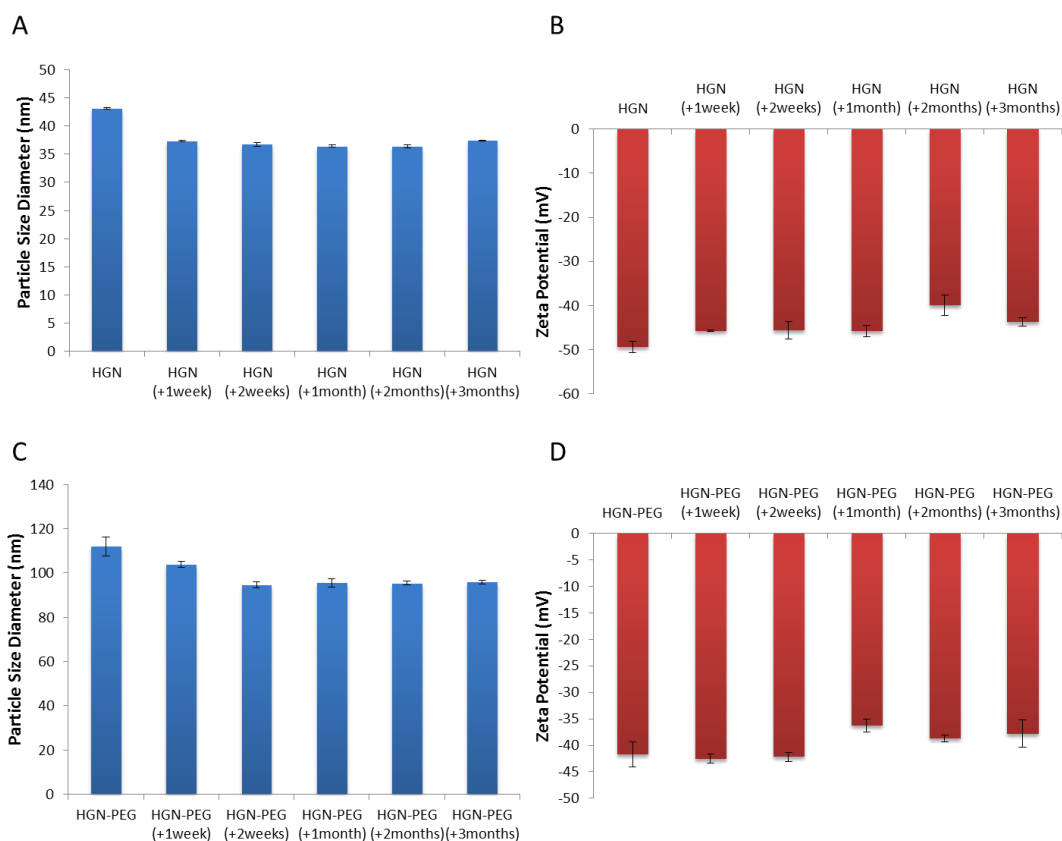 A
Particle Size Diameter (nm)
50
45
40
35
30
25
20
15
10
5
0
HGN
HGN
(+1week)
HGN
(+2weeks)
HGN
(+1month)
HGN
(+2months)
HGN
(+3months)
B
Zeta Potential (mV)
HGN
HGN
(+1week)
HGN
(+2weeks)
HGN
(+1month)
HGN
(+2months)
HGN
(+3months)
0
-10
-20
-30
-40
-50
-60
C
Particle Size Diameter (nm)
140
120
100
80
60
40
20
0
HGN-PEG
HGN-PEG
(+1week)
HGN-PEG
(+2weeks)
HGN-PEG
(+1month)
HGN-PEG
(+2months)
HGN-PEG
(+3months)
D
Zeta Potential (mV)
HGN-PEG
HGN-PEG
(+1week)
HGN-PEG
(+2weeks)
HGN-PEG
(+1month)
HGN-PEG
(+2months)
HGN-PEG
(+3months)
0
-5
-10
-15
-20
-25
-30
-35
-40
-45
-50